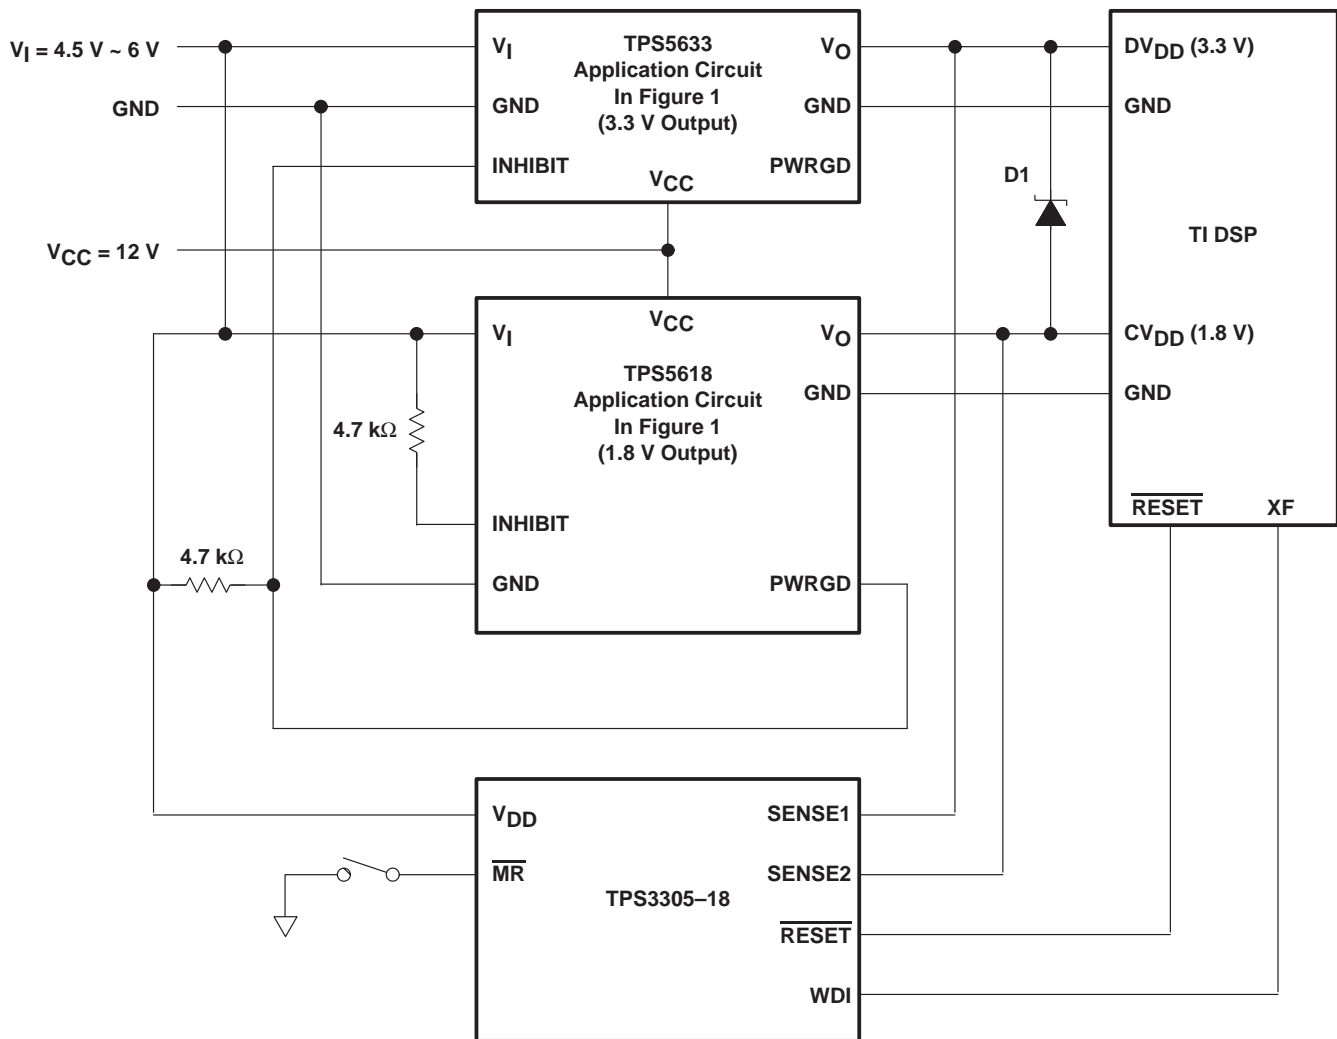 V_I = 4.5 V ~ 6 V
GND
V_CC = 12 V
V_I
GND
INHIBIT
TPS5633
Application Circuit
In Figure 1
(3.3 V Output)
V_CC
V_O
GND
PWRGD
D1
DV_DD (3.3 V)
GND
TI DSP
CV_DD (1.8 V)
GND
RESET
XF
V_I
V_CC
TPS5618
Application Circuit
In Figure 1
(1.8 V Output)
V_O
GND
4.7 kΩ
INHIBIT
GND
PWRGD
4.7 kΩ
V_DD
MR
TPS3305–18
SENSE1
SENSE2
RESET
WDI